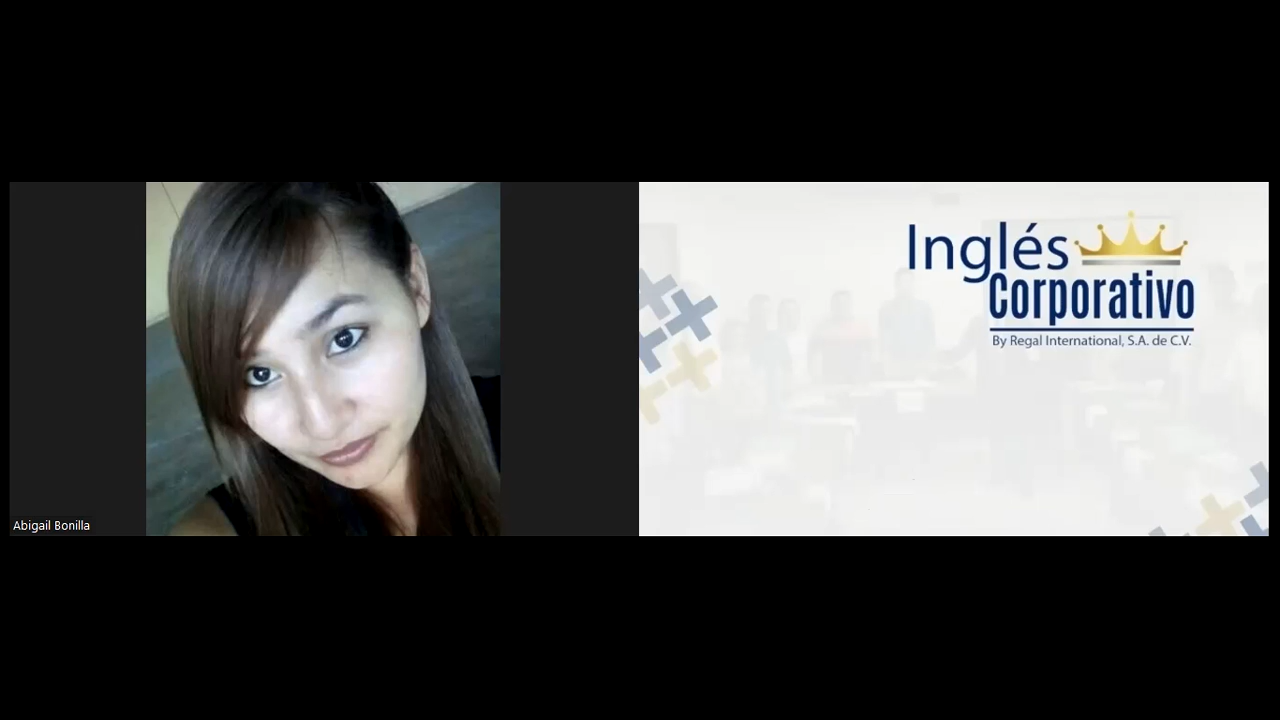 Abigail Bonilla
Inglés
Corporativo
By Regal International, S.A. de C.V.